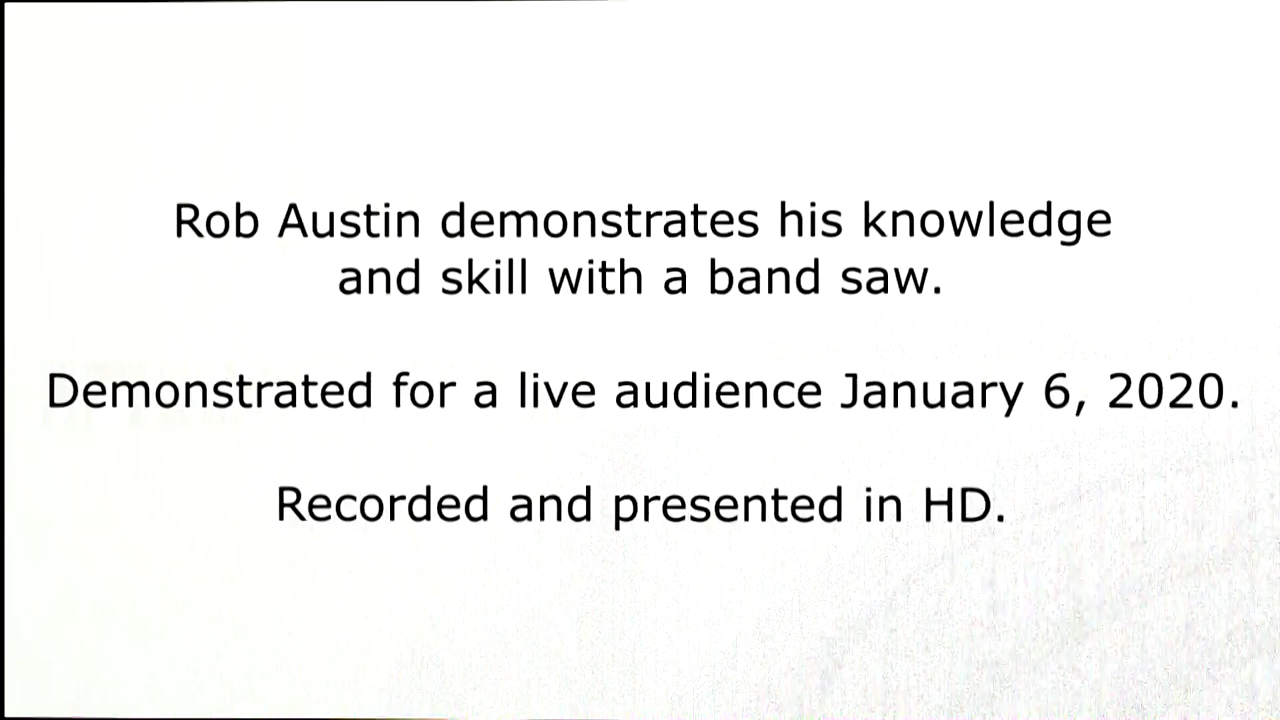 Rob Austin demonstrates his knowledge
and skill with a band saw.
Demonstrated for a live audience January 6, 2020.
Recorded and presented in HD.